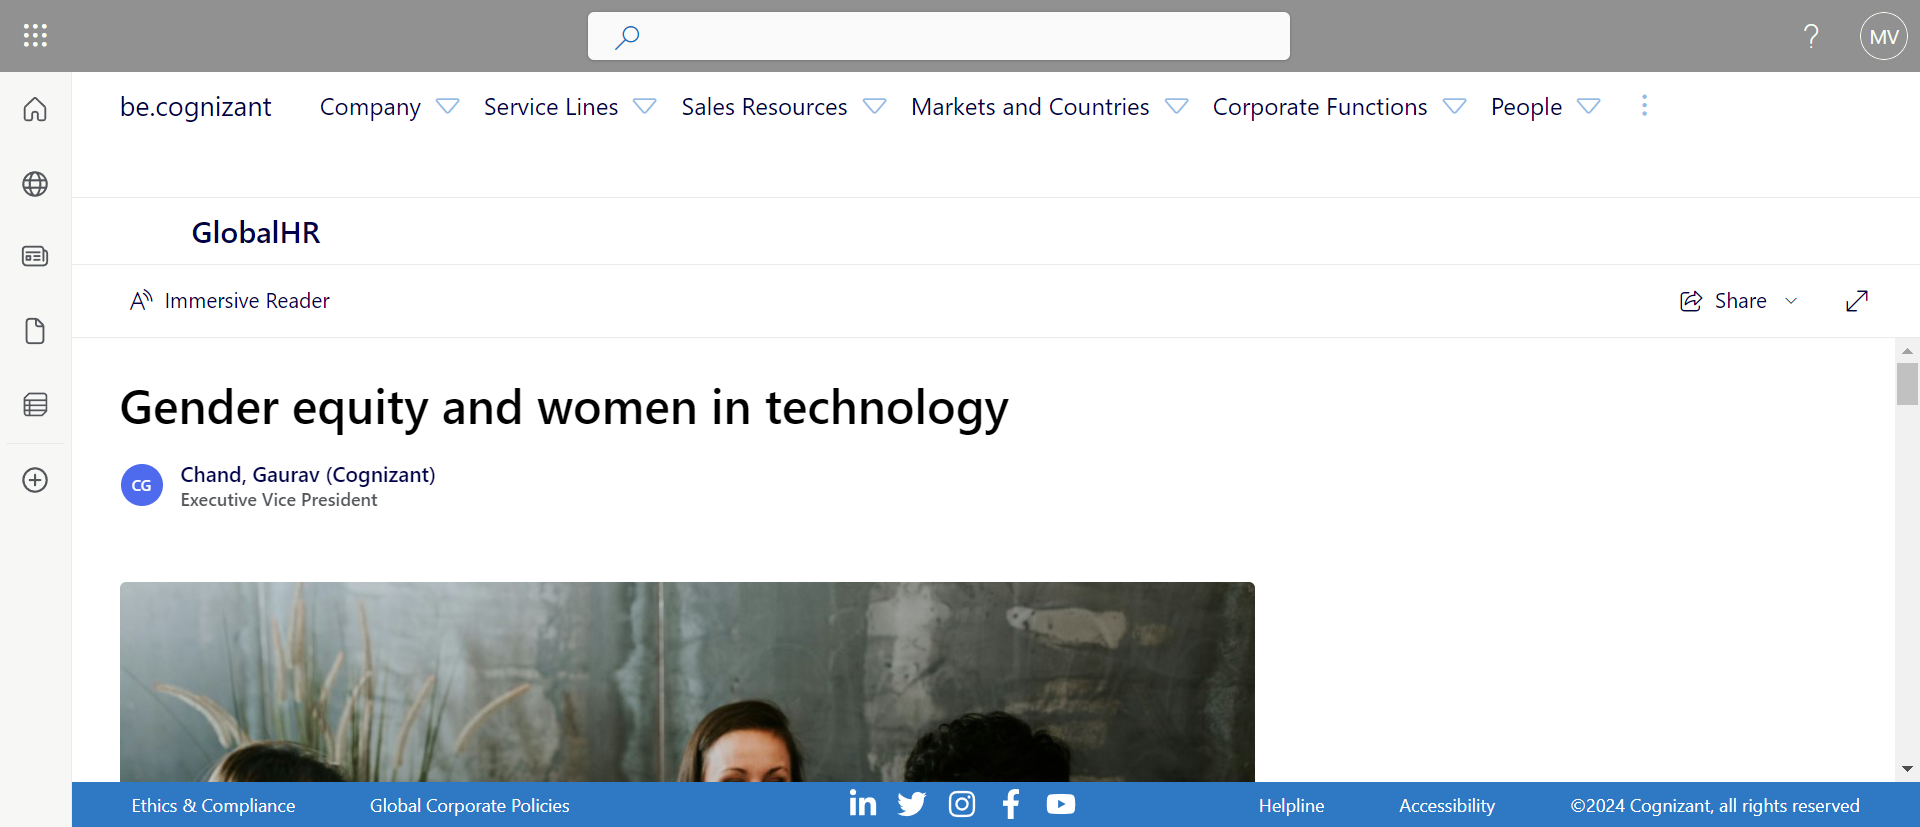 MV
be.cognizant Company Service Lines Sales Resources Markets and Countries Corporate Functions People
GlobalHR
Immersive Reader Share
Gender equity and women in technology
CG Chand, Gaurav (Cognizant)
Executive Vice President
Ethics & Compliance Global Corporate Policies Helpline Accessibility ©2024 Cognizant, all rights reserved